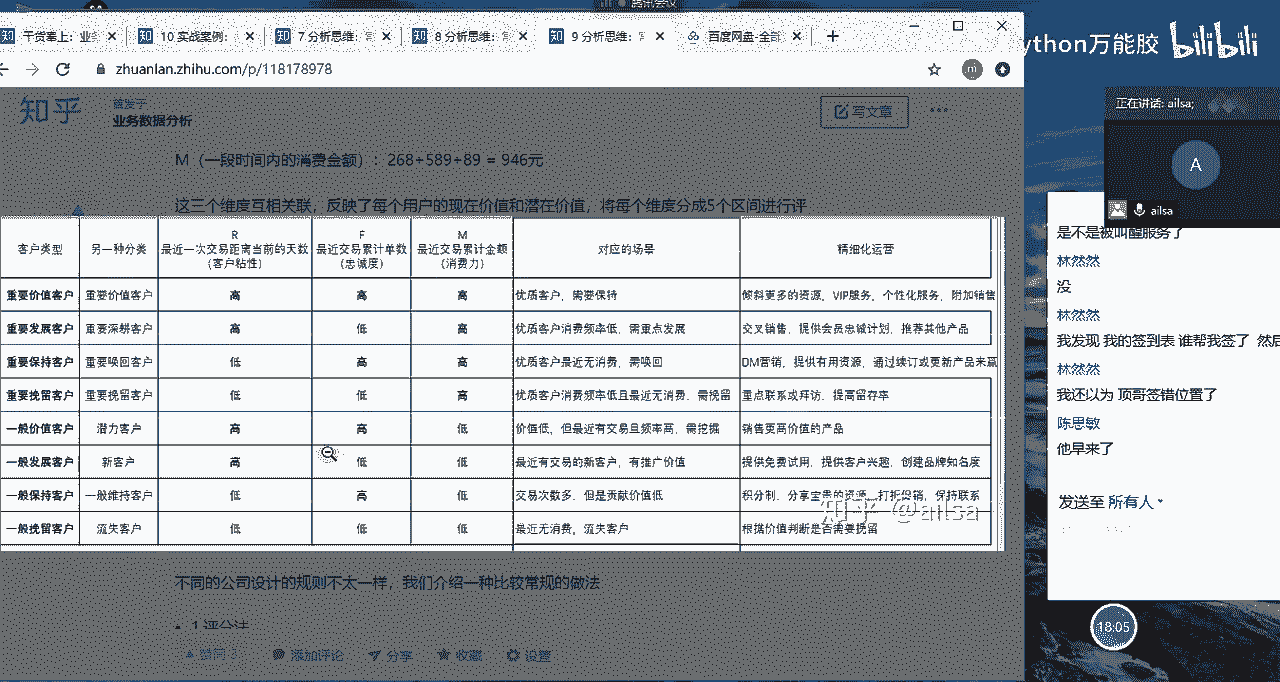 腾讯会议
知 干货奉上：业务 × 知 10 实战案例： × 知 7 分析思维： × 知 8 分析思维： × 知 9 分析思维： × 百度网盘-全部 × +
zhuanlan.zhihu.com/p/118178978
m
ython万能胶 bilibili
知乎
首发于
业务数据分析
写文章
正在讲话: ailsa;
A
ailsa
M（一段时间内的消费金额）：268+589+89 = 946元
这三个维度互相关联，反映了每个用户的现在价值和潜在价值，将每个维度分成5个区间进行评
客户类型 另一种分类 R 最近一次交易距离当前的天数 （客户粘性） F 最近交易累计单数 （忠诚度） M 最近交易累计金额 （消费力） 对应的场景 精细化运营
重要价值客户 重要价值客户 高 高 高 优质客户，需要保持 倾斜更多的资源，VIP服务，个性化服务，附加销售
重要发展客户 重要深耕客户 高 低 高 优质客户消费频率低，需重点发展 交叉销售，提供会员忠诚计划，推荐其他产品
重要保持客户 重要唤回客户 低 高 高 优质客户最近无消费，需唤回 DM营销，提供有用资源，通过续订或更新产品来赢
重要挽留客户 重要挽留客户 低 低 高 优质客户消费频率低且最近无消费，需挽留 重点联系或拜访，提高留存率
一般价值客户 潜力客户 高 高 低 价值低，但最近有交易且频率高，需挖掘 销售更高价值的产品
一般发展客户 新客户 高 低 低 最近有交易的新客户，有推广价值 提供免费试用，提供客户兴趣，创建品牌知名度
一般保持客户 一般维持客户 低 高 低 交易次数多，但是贡献价值低 积分制，分享宝贵的资源，打折促销，保持联系
一般挽留客户 流失客户 低 低 低 最近无消费，流失客户 根据价值判断是否需要挽留
知乎 @ailsa
不同的公司设计的规则不太一样，我们介绍一种比较常规的做法
1 评分法
添加评论 分享 收藏 设置
是不是被叫醒服务了
林然然
没
林然然
我发现 我的签到表 谁帮我签了 然后
林然然
我还以为 顶哥签错位置了
陈思敏
他早来了
发送至 所有人
18:05